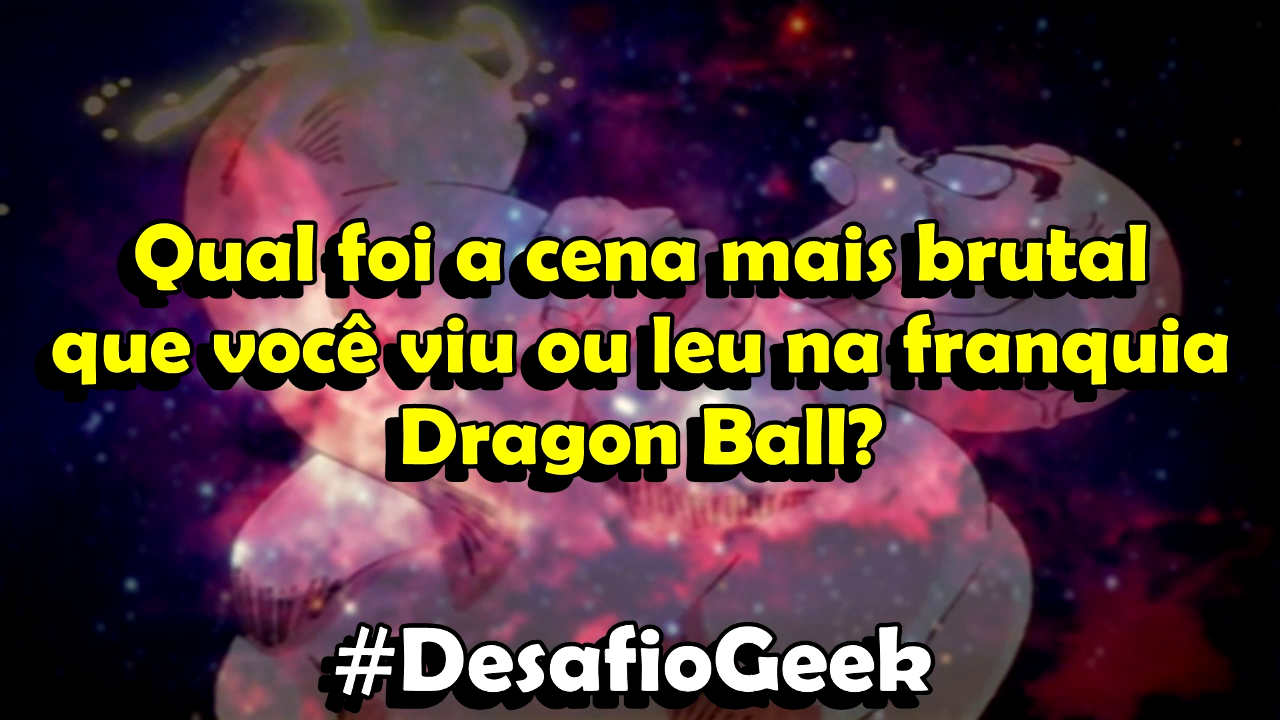 Qual foi a cena mais brutal
que você viu ou leu na franquia
Dragon Ball?
#DesafioGeek